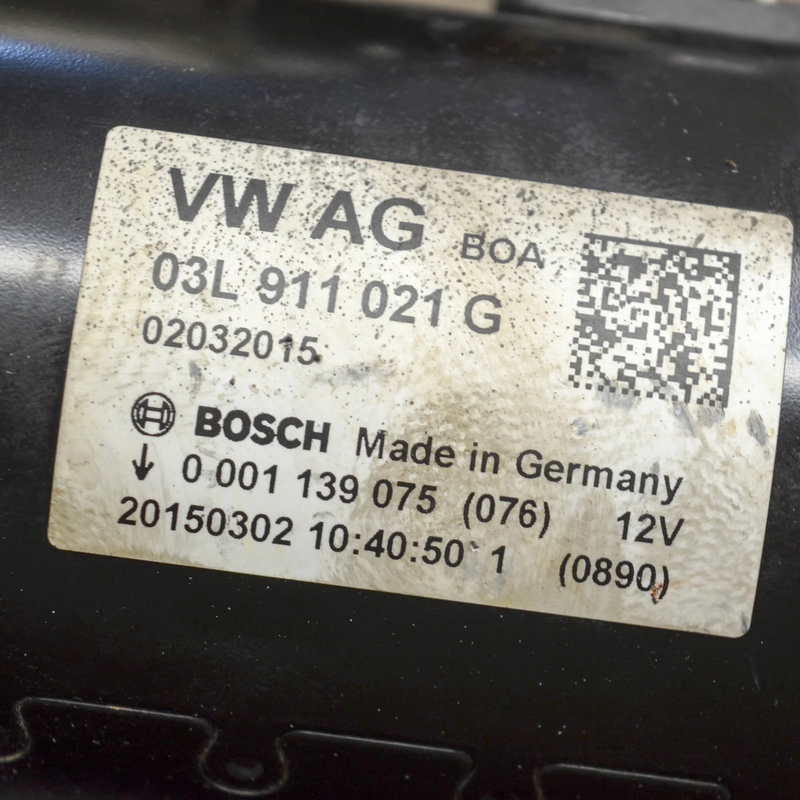 VW AG BOA
03L 911 021 G
02032015
BOSCH Made in Germany
↓ 0 001 139 075 (076) 12V
20150302 10:40:50 1 (0890)